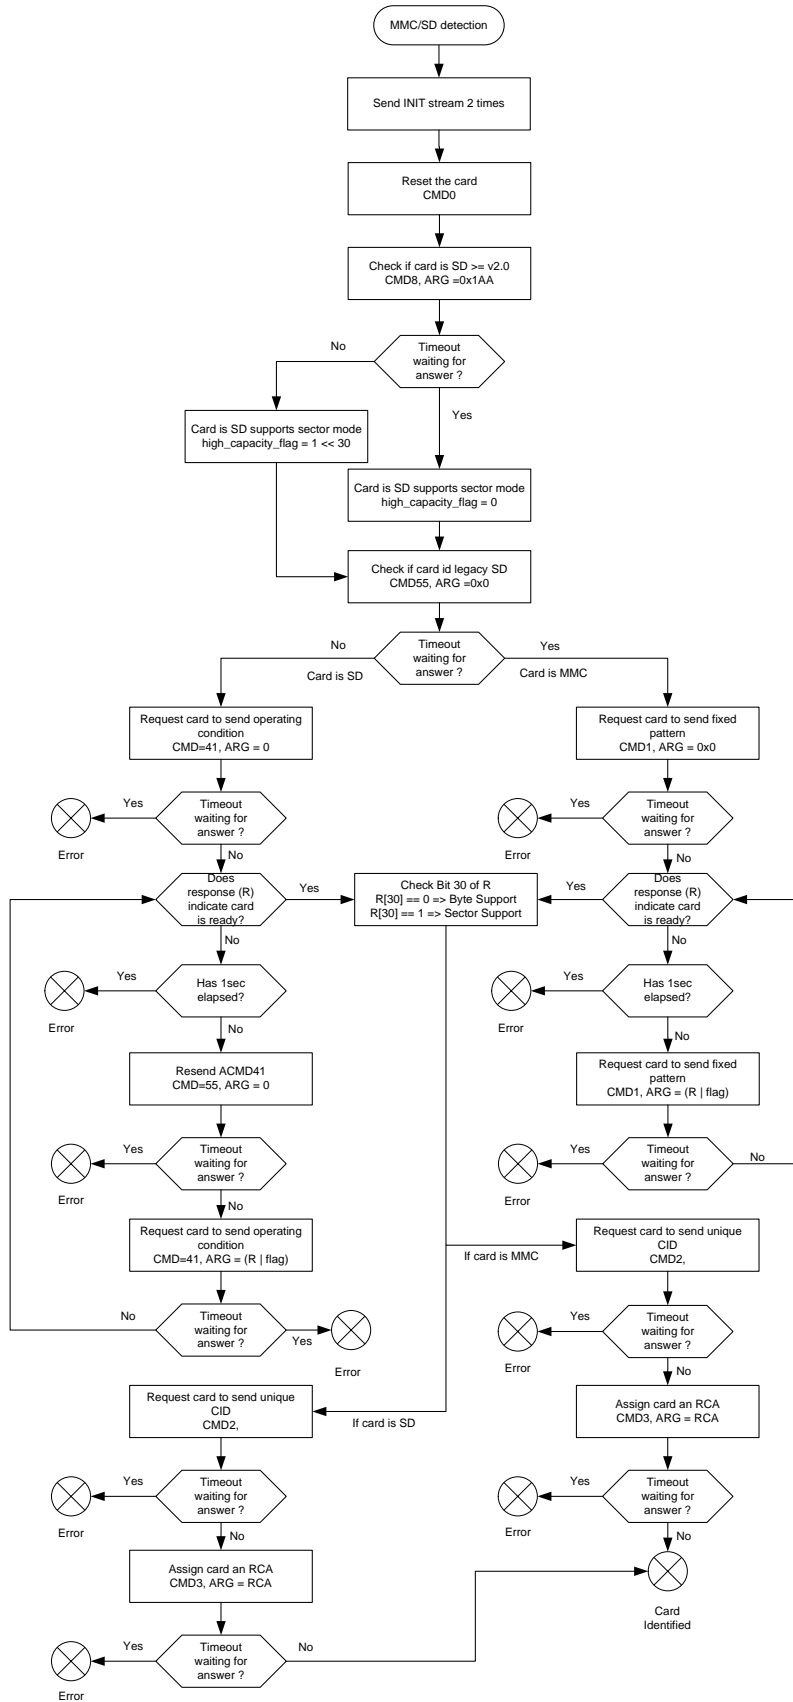 MMC/SD detection
Send INIT stream 2 times
Reset the card
CMD0
Check if card is SD >= v2.0
CMD8, ARG =0x1AA
No
Timeout
waiting for
answer ?
Yes
Card is SD supports sector mode
high_capacity_flag = 1 << 30
Card is SD supports sector mode
high_capacity_flag = 0
Check if card id legacy SD
CMD55, ARG =0x0
No
Card is SD
Timeout
waiting for
answer ?
Yes
Card is MMC
Request card to send operating
condition
CMD=41, ARG = 0
Request card to send fixed
pattern
CMD1, ARG = 0x0
Yes
Error
Timeout
waiting for
answer ?
No
Yes
Error
Timeout
waiting for
answer ?
No
Does
response (R)
indicate card
is ready?
Yes
No
Check Bit 30 of R
R[30] == 0 => Byte Support
R[30] == 1 => Sector Support
Yes
Does
response (R)
indicate card
is ready?
No
Yes
Error
Has 1sec
elapsed?
No
Yes
Error
Has 1sec
elapsed?
No
Resend ACMD41
CMD=55, ARG = 0
Request card to send fixed
pattern
CMD1, ARG = (R | flag)
Yes
Error
Timeout
waiting for
answer ?
No
Yes
Error
Timeout
waiting for
answer ?
No
Request card to send operating
condition
CMD=41, ARG = (R | flag)
If card is MMC
Request card to send unique
CID
CMD2,
No
Timeout
waiting for
answer ?
Yes
Error
Yes
Error
Timeout
waiting for
answer ?
No
Request card to send unique
CID
CMD2,
If card is SD
Assign card an RCA
CMD3, ARG = RCA
Yes
Error
Timeout
waiting for
answer ?
No
Yes
Error
Timeout
waiting for
answer ?
No
Assign card an RCA
CMD3, ARG = RCA
Card
Identified
Yes
Error
Timeout
waiting for
answer ?
No